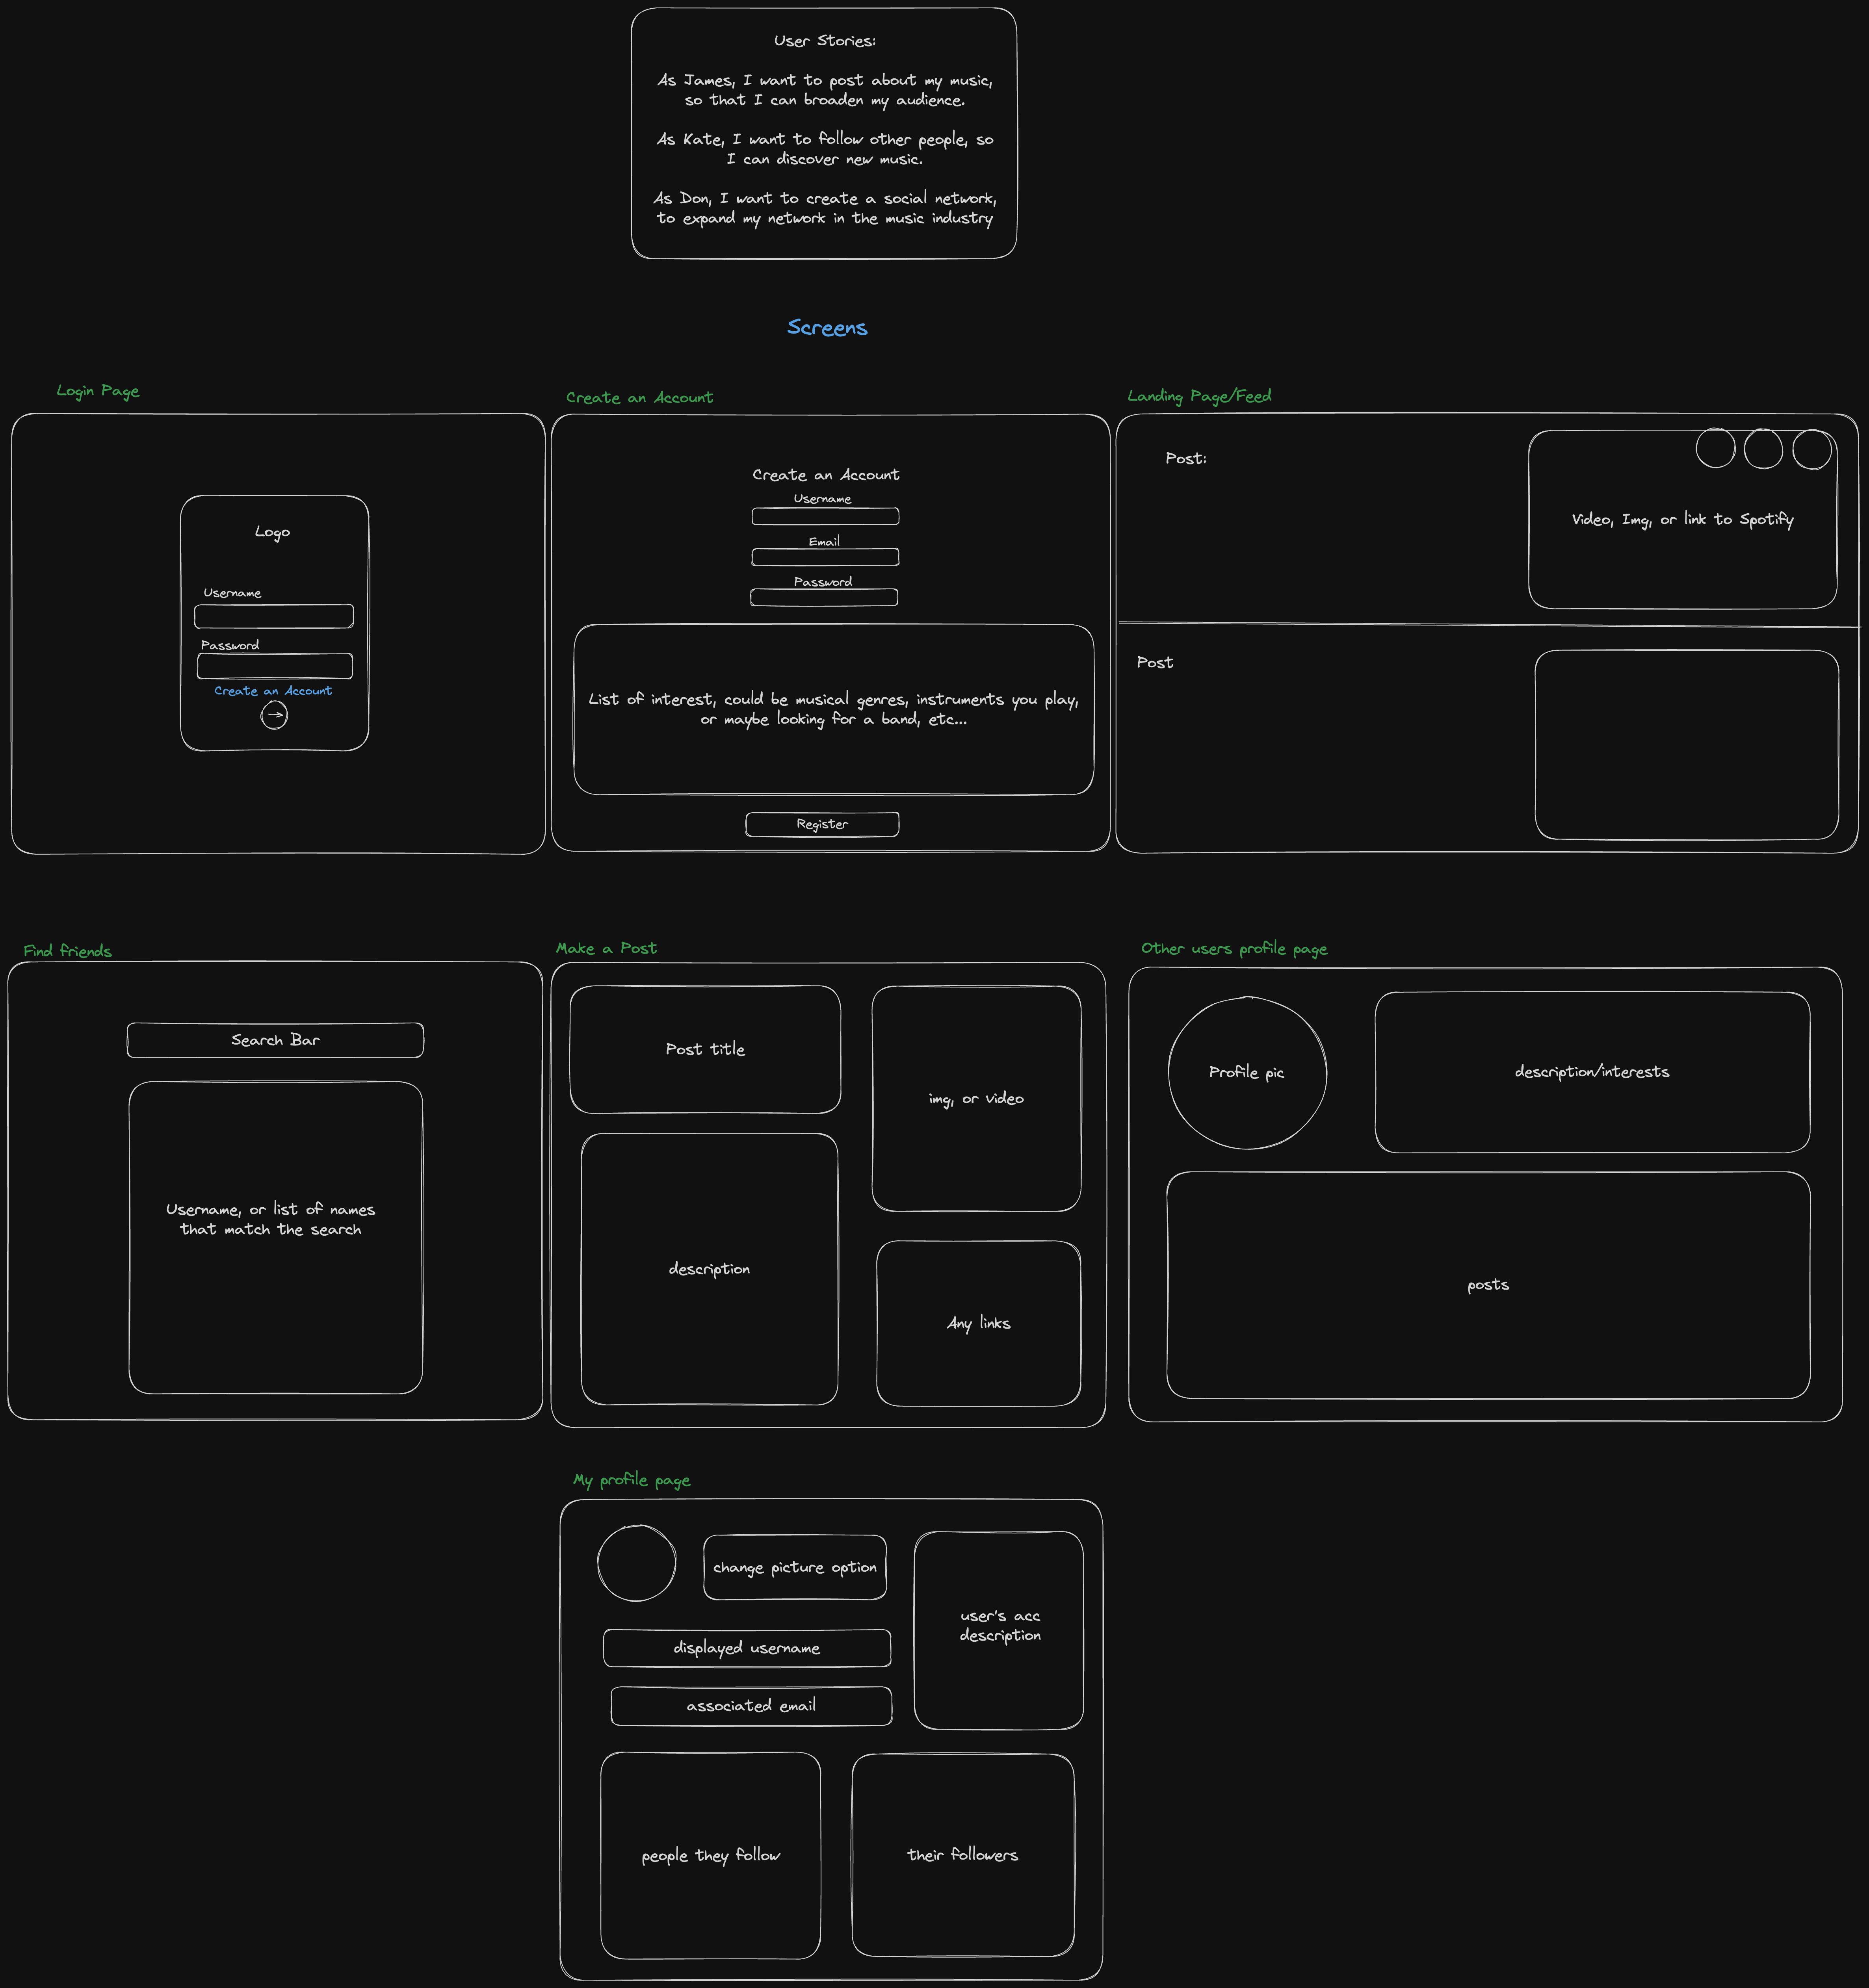 User Stories:
As James, I want to post about my music,
so that I can broaden my audience.
As Kate, I want to follow other people, so
I can discover new music.
As Don, I want to create a social network,
to expand my network in the music industry
Screens
Login Page
Logo
Username
Password
Create an Account
Create an Account
Create an Account
Username
Email
Password
List of interest, could be musical genres, instruments you play,
or maybe looking for a band, etc...
Register
Landing Page/Feed
Post:
Video, Img, or link to Spotify
Post
Find friends
Search Bar
Username, or list of names
that match the search
Make a Post
Post title
img, or video
description
Any links
Other users profile page
Profile pic
description/interests
posts
My profile page
change picture option
user's acc
description
displayed username
associated email
people they follow
their followers